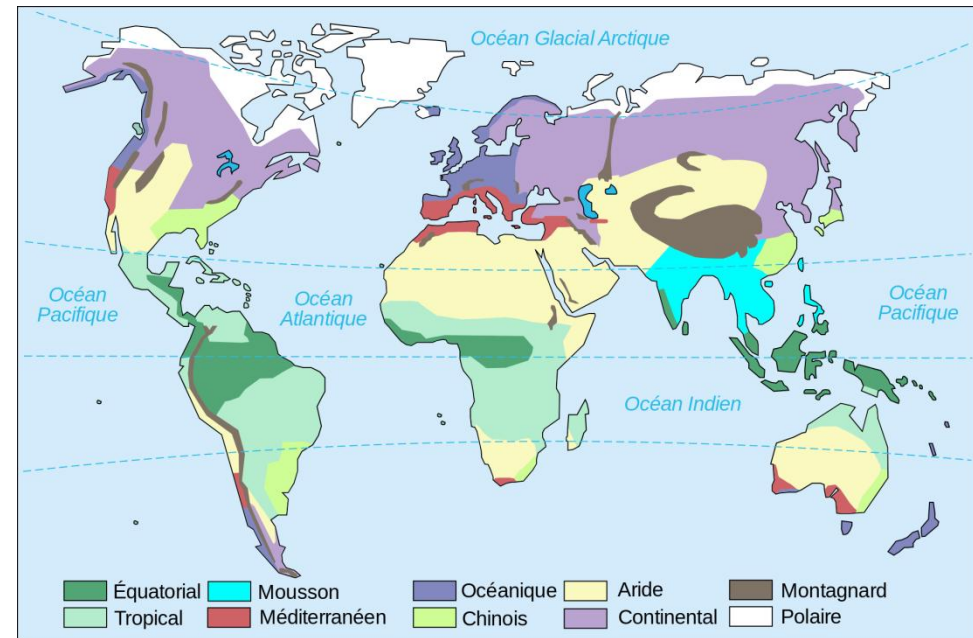 Océan Glacial Arctique
Océan
Pacifique
Océan
Atlantique
Océan
Pacifique
Océan Indien
Équatorial
Mousson
Océanique
Aride
Montagnard
Tropical
Méditerranéen
Chinois
Continental
Polaire